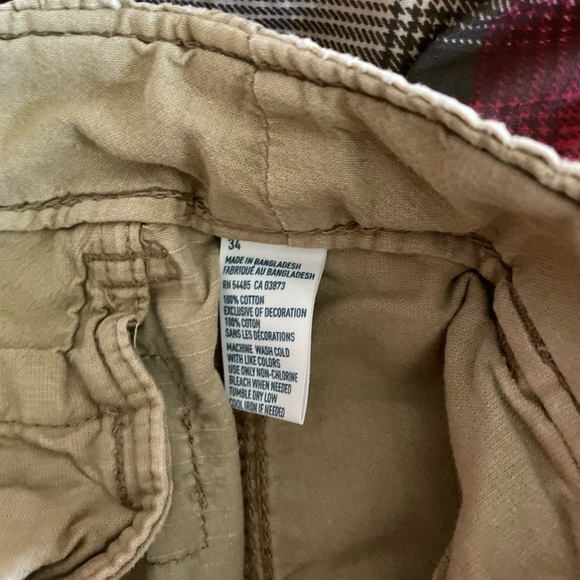 34
MADE IN BANGLADESH
FABRIQUÉ AU BANGLADESH
RN 54485 CA 03873
100% COTTON
EXCLUSIVE OF DECORATION
100% COTON
SANS LES DÉCORATIONS
MACHINE WASH COLD
WITH LIKE COLORS
USE ONLY NON-CHLORINE
BLEACH WHEN NEEDED
TUMBLE DRY LOW
COOL IRON IF NEEDED